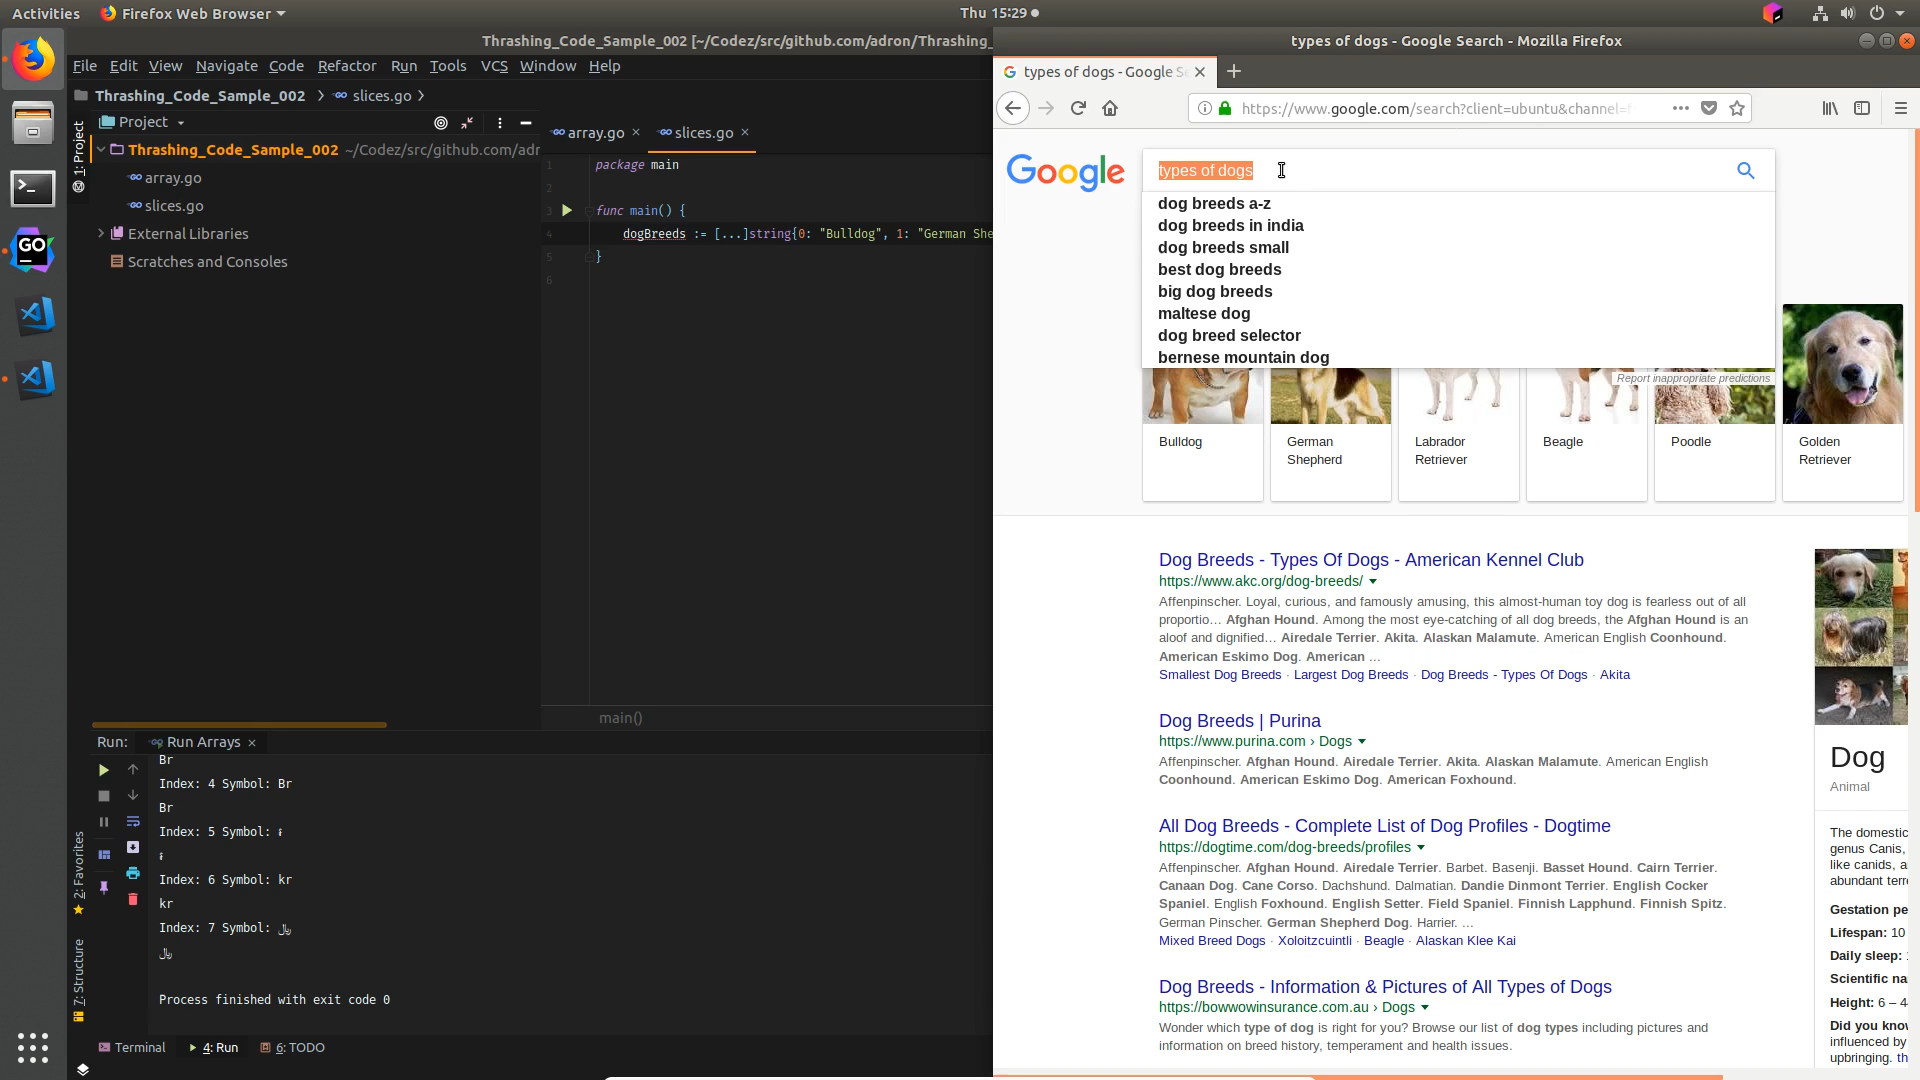 Activities
Firefox Web Browser
Thu 15:29
Thrashing_Code_Sample_002 [~/Codez/src/github.com/adron/Thrashing_
File Edit View Navigate Code Refactor Run Tools VCS Window Help
Thrashing_Code_Sample_002 > slices.go >
Project
1: Project
Thrashing_Code_Sample_002 ~/Codez/src/github.com/adr
array.go
slices.go
External Libraries
Scratches and Consoles
array.go × slices.go ×
1 package main
2
3 func main() {
4 dogBreeds := [...]string{0: "Bulldog", 1: "German She
5 }
6
main()
Run: Run Arrays ×
Br
Index: 4 Symbol: Br
Br
Index: 5 Symbol:
Index: 6 Symbol: kr
kr
Index: 7 Symbol: ﷼
﷼
Process finished with exit code 0
2: Favorites
7: Structure
Terminal 4: Run 6: TODO
GO
types of dogs - Google Search - Mozilla Firefox
types of dogs - Google Se
https://www.google.com/search?client=ubuntu&channel=f
Google
types of dogs
dog breeds a-z
dog breeds in india
dog breeds small
best dog breeds
big dog breeds
maltese dog
dog breed selector
bernese mountain dog
Report inappropriate predictions
Bulldog
German Shepherd
Labrador Retriever
Beagle
Poodle
Golden Retriever
Dog Breeds - Types Of Dogs - American Kennel Club
https://www.akc.org/dog-breeds/
Affenpinscher. Loyal, curious, and famously amusing, this almost-human toy dog is fearless out of all
proportio... Afghan Hound. Among the most eye-catching of all dog breeds, the Afghan Hound is an
aloof and dignified... Airedale Terrier. Akita. Alaskan Malamute. American English Coonhound.
American Eskimo Dog. American ...
Smallest Dog Breeds · Largest Dog Breeds · Dog Breeds - Types Of Dogs · Akita
Dog Breeds | Purina
https://www.purina.com › Dogs
Affenpinscher. Afghan Hound. Airedale Terrier. Akita. Alaskan Malamute. American English
Coonhound. American Eskimo Dog. American Foxhound.
All Dog Breeds - Complete List of Dog Profiles - Dogtime
https://dogtime.com/dog-breeds/profiles
Affenpinscher. Afghan Hound. Airedale Terrier. Barbet. Basenji. Basset Hound. Cairn Terrier.
Canaan Dog. Cane Corso. Dachshund. Dalmatian. Dandie Dinmont Terrier. English Cocker
Spaniel. English Foxhound. English Setter. Field Spaniel. Finnish Lapphund. Finnish Spitz.
German Pinscher. German Shepherd Dog. Harrier. ...
Mixed Breed Dogs · Xoloitzcuintli · Beagle · Alaskan Klee Kai
Dog Breeds - Information & Pictures of All Types of Dogs
https://bowwowinsurance.com.au › Dogs
Wonder which type of dog is right for you? Browse our list of dog types including pictures and
information on breed history, temperament and health issues.
Dog
Animal
The domestic
genus Canis,
like canids, a
abundant terre
Gestation pe
Lifespan: 10
Daily sleep:
Scientific na
Height: 6 – 4
Did you know
influenced by
upbringing. th